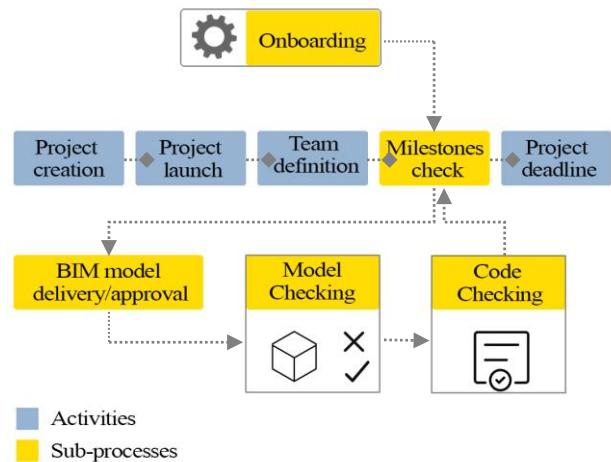 Onboarding
Project
creation
Project
launch
Team
definition
Milestones
check
Project
deadline
BIM model
delivery/approval
Model
Checking
Code
Checking
Activities
Sub-processes